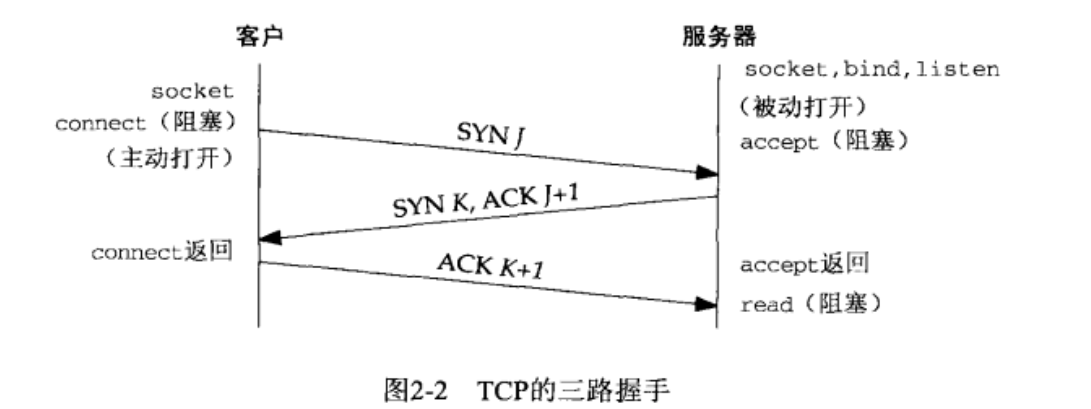 客户
服务器
socket
connect（阻塞）
（主动打开）
socket,bind,listen
（被动打开）
accept（阻塞）
SYN J
SYN K, ACK J+1
connect返回
ACK K+1
accept返回
read（阻塞）
图2-2 TCP的三路握手